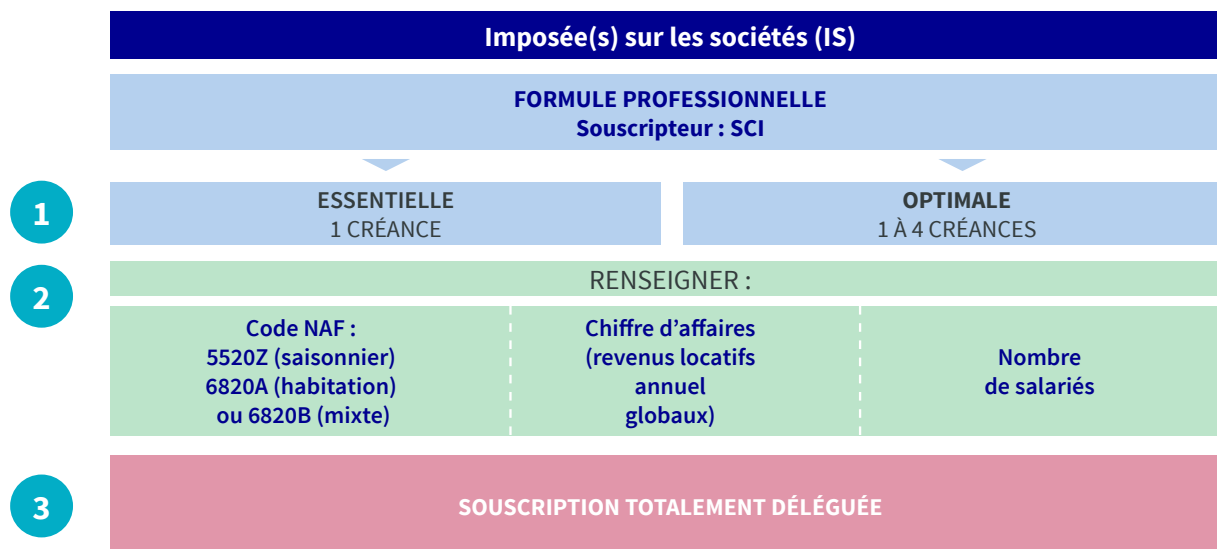 Imposée(s) sur les sociétés (IS)
FORMULE PROFESSIONNELLE
Souscripteur : SCI
1
ESSENTIELLE
1 CRÉANCE
OPTIMALE
1 À 4 CRÉANCES
2
RENSEIGNER :
Code NAF :
5520Z (saisonnier)
6820A (habitation)
ou 6820B (mixte)
Chiffre d'affaires
(revenus locatifs
annuel
globaux)
Nombre
de salariés
3
SOUSCRIPTION TOTALEMENT DÉLÉGUÉE